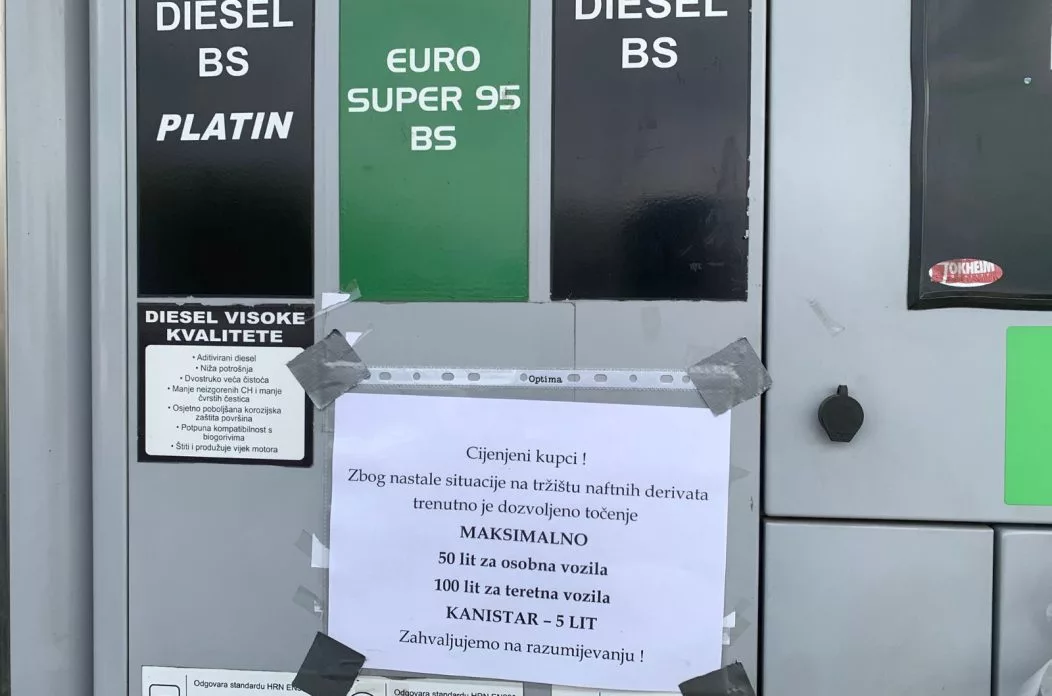 DIESEL
BS
PLATIN
EURO
SUPER 95
BS
DIESEL
BS
TOKHEIM
DIESEL VISOKE
KVALITETE
• Aditivirani diesel
• Niža potrošnja
• Dvostruko veća čistoća
• Manje neizgorenih CH i manje
čvrstih čestica
• Osjetno poboljšana korozijska
zaštita površina
• Potpuna kompatibilnost s
biogorivima
• Štiti i produžuje vijek motora
Optima
Cijenjeni kupci !
Zbog nastale situacije na tržištu naftnih derivata
trenutno je dozvoljeno točenje
MAKSIMALNO
50 lit za osobna vozila
100 lit za teretna vozila
KANISTAR – 5 LIT
Zahvaljujemo na razumijevanju !
Odgovara standardu HRN
Odgovara standardu HRN